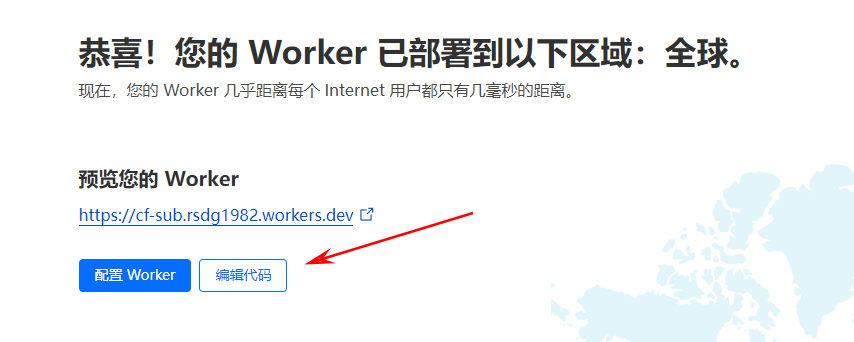 恭喜！您的 Worker 已部署到以下区域：全球。
现在，您的 Worker 几乎距离每个 Internet 用户都只有几毫秒的距离。
预览您的 Worker
https://cf-sub.rsdg1982.workers.dev
配置 Worker
编辑代码